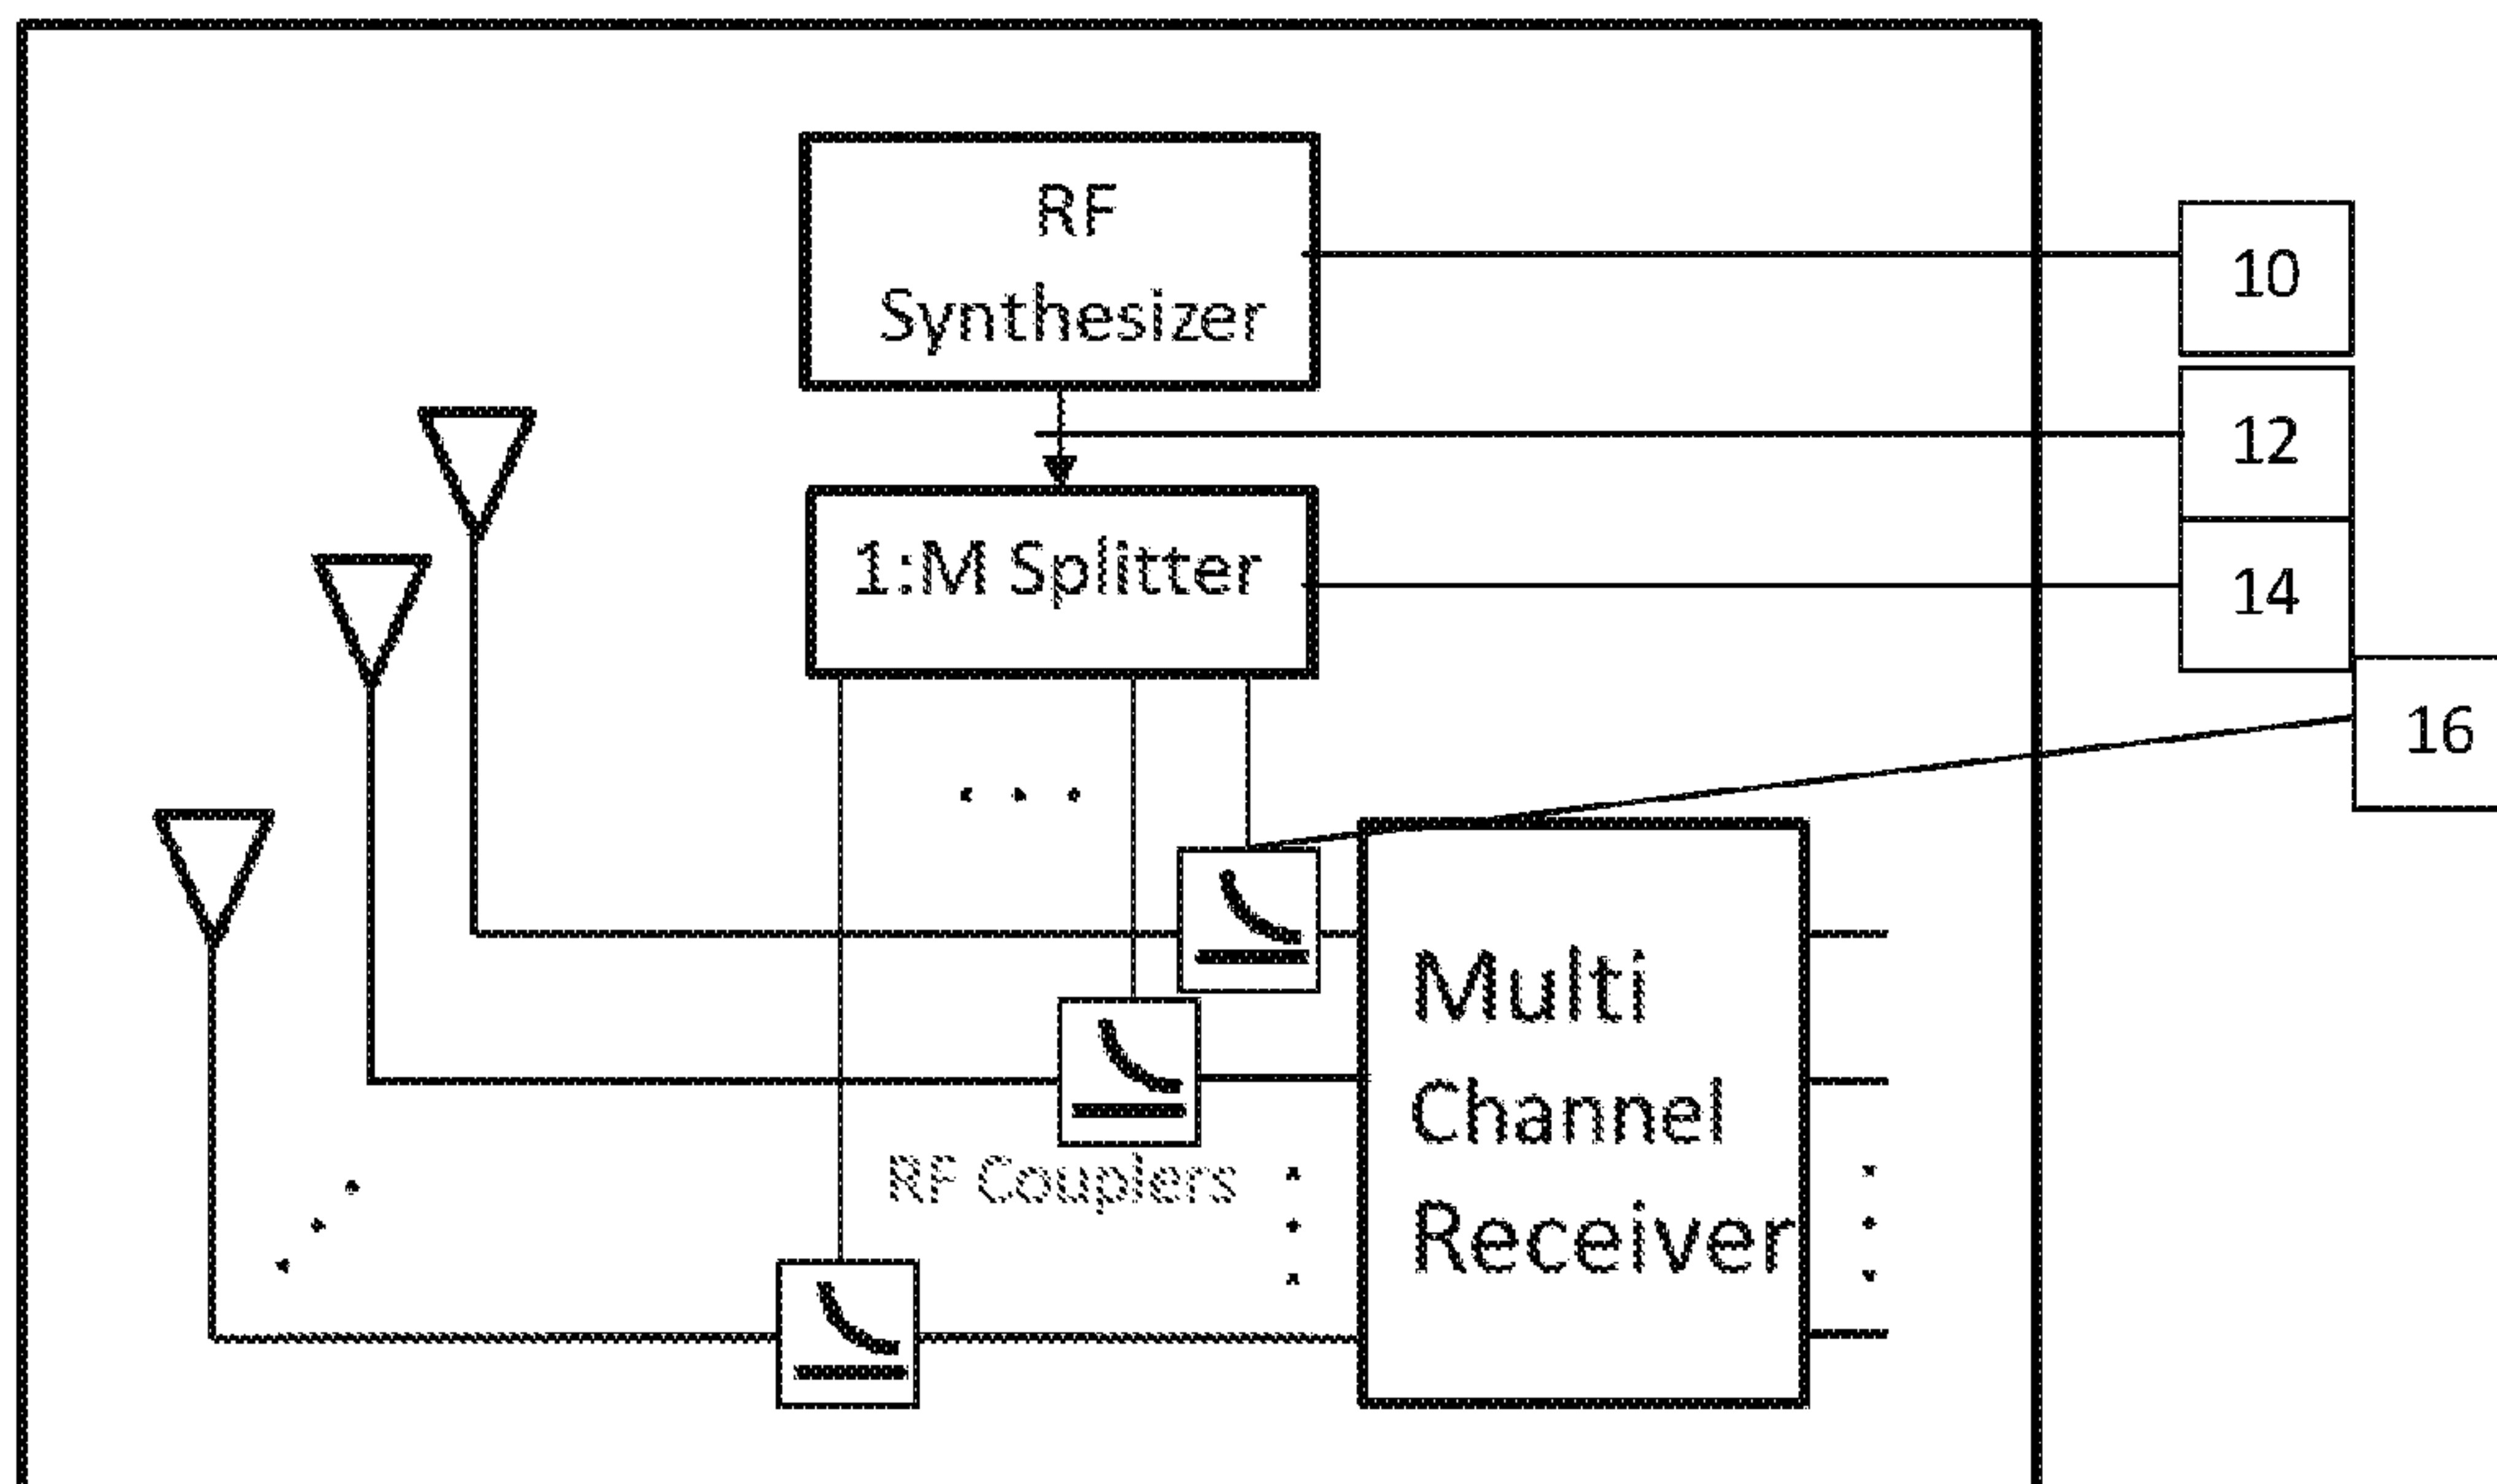 RF
Synthesizer
10
12
1:M Splitter
14
16
Multi
Channel
Receiver
RF Couplers